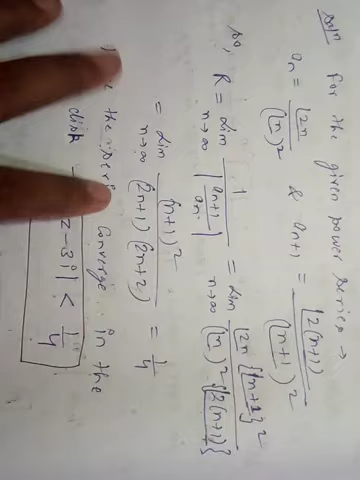 Soln For the given power series →
aₙ = |2n / (|n)² & aₙ₊₁ = |2(n+1) / (|n+1)²
so, R = Lim n→∞ 1 / |aₙ₊₁ / aₙ| = Lim n→∞ |2n {|n+1}² / (|n)² {|2(n+1)}
= Lim n→∞ (n+1)² / (2n+1)(2n+2) = 1/4
the converge in the
disk z-3i| < 1/4